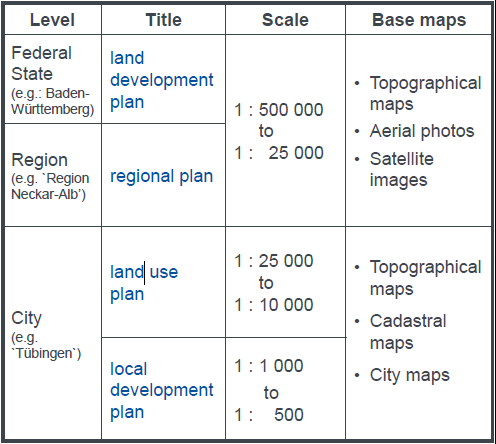 Level Title Scale Base maps
Federal
State
(e.g.: Baden-
Württemberg)
land
development
plan
Region
(e.g. `Region
Neckar-Alb’)
regional plan
1 : 500 000
to
1 : 25 000
• Topographical
maps
• Aerial photos
• Satellite
images
City
(e.g.
`Tübingen`)
land use
plan
1 : 25 000
to
1 : 10 000
local
development
plan
1 : 1 000
to
1 : 500
• Topographical
maps
• Cadastral
maps
• City maps